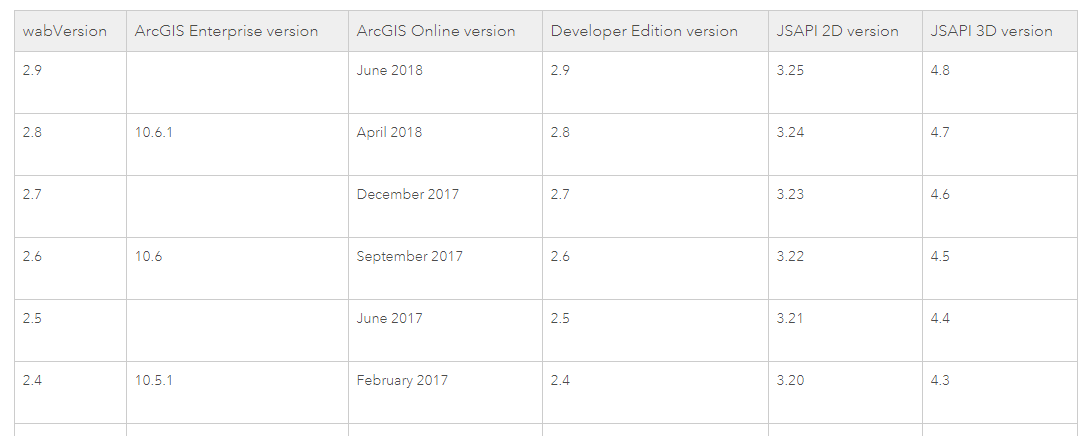 wabVersion ArcGIS Enterprise version ArcGIS Online version Developer Edition version JSAPI 2D version JSAPI 3D version
2.9 June 2018 2.9 3.25 4.8
2.8 10.6.1 April 2018 2.8 3.24 4.7
2.7 December 2017 2.7 3.23 4.6
2.6 10.6 September 2017 2.6 3.22 4.5
2.5 June 2017 2.5 3.21 4.4
2.4 10.5.1 February 2017 2.4 3.20 4.3